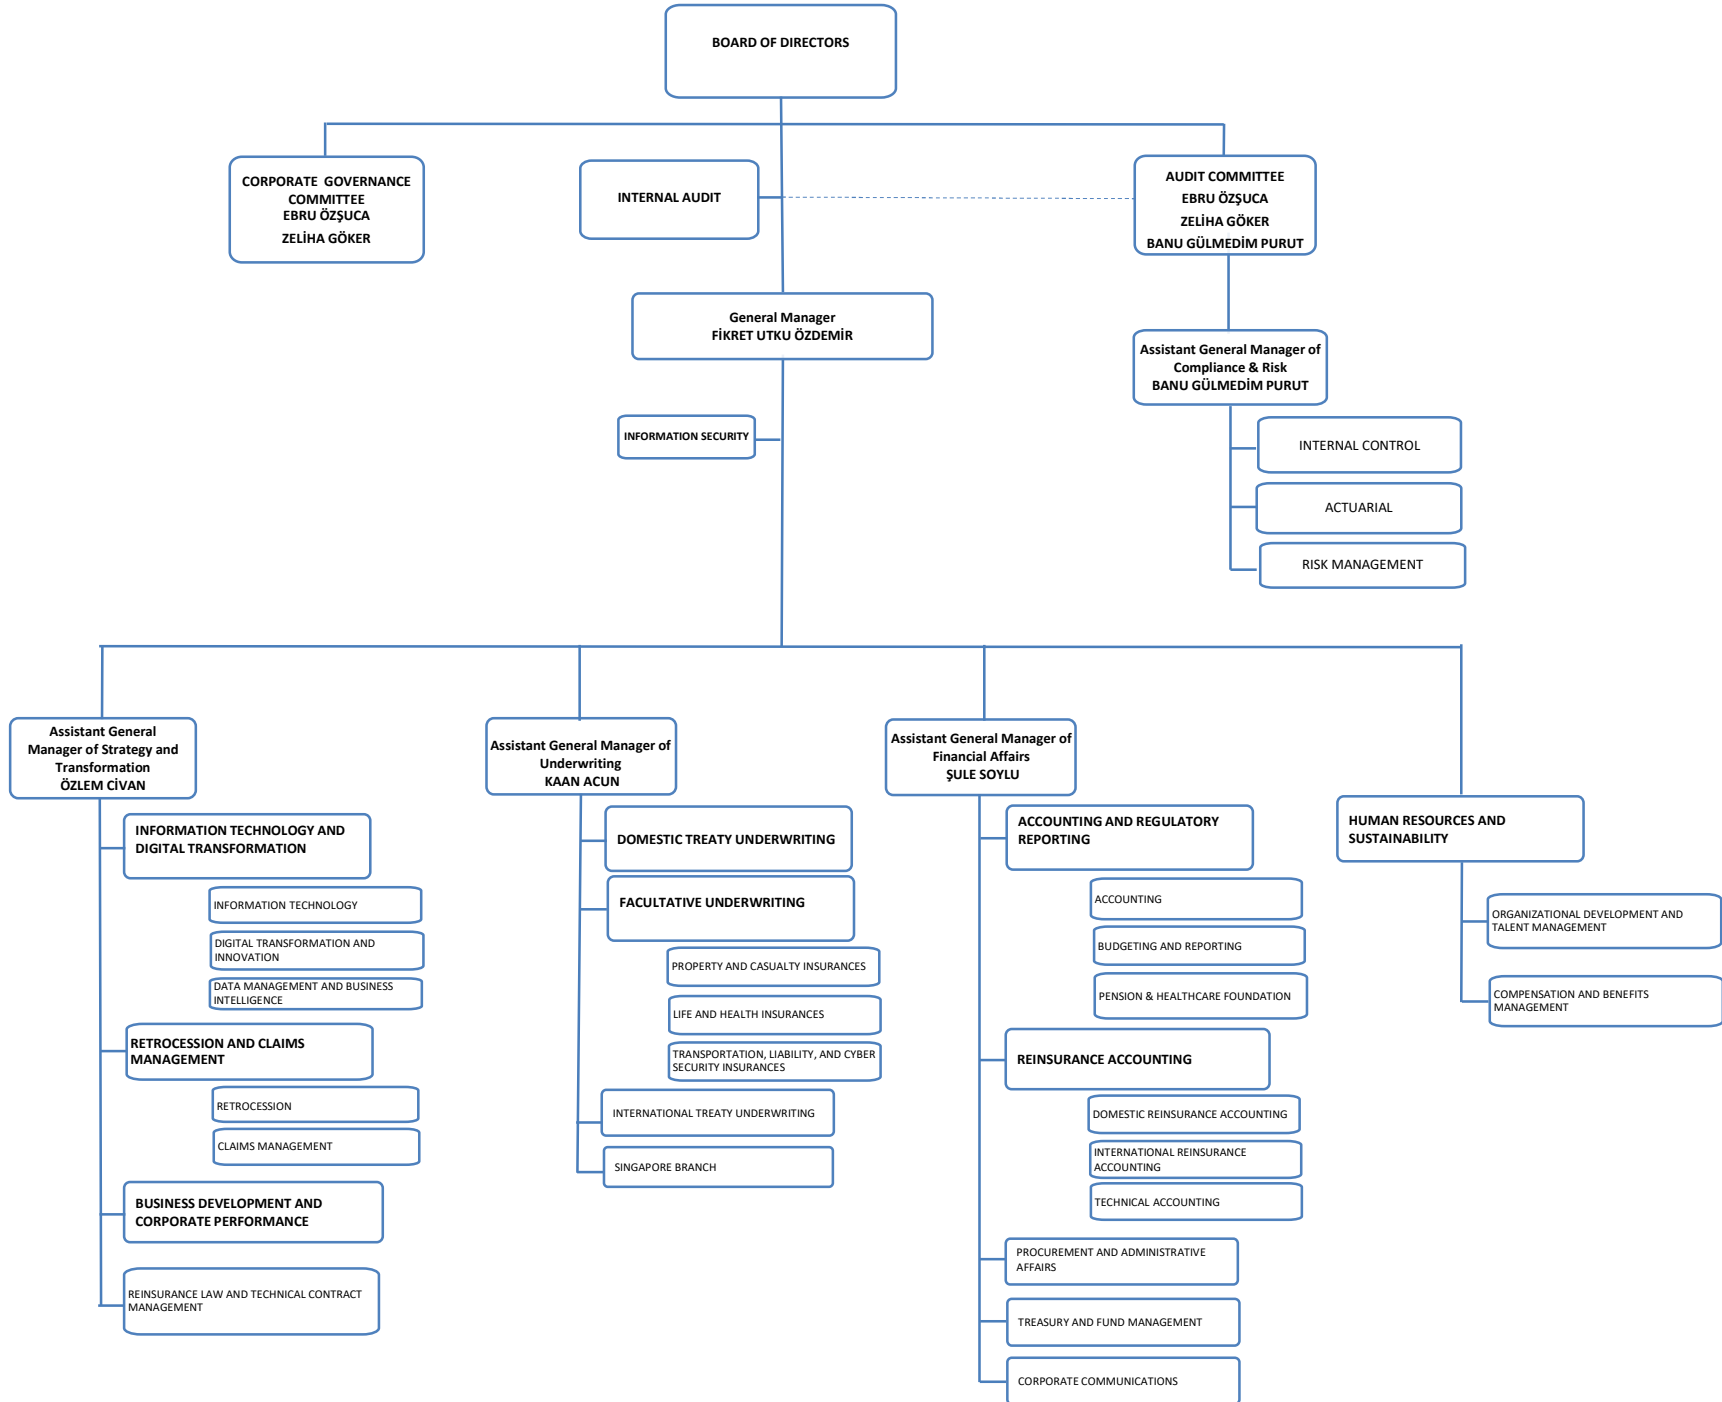 BOARD OF DIRECTORS
CORPORATE GOVERNANCE
COMMITTEE
EBRU ÖZŞUCA
ZELİHA GÖKER
INTERNAL AUDIT
AUDIT COMMITTEE
EBRU ÖZŞUCA
ZELİHA GÖKER
BANU GÜLMEDİM PURUT
General Manager
FİKRET UTKU ÖZDEMİR
Assistant General Manager of
Compliance & Risk
BANU GÜLMEDİM PURUT
INFORMATION SECURITY
INTERNAL CONTROL
ACTUARIAL
RISK MANAGEMENT
Assistant General
Manager of Strategy and
Transformation
ÖZLEM CİVAN
INFORMATION TECHNOLOGY AND
DIGITAL TRANSFORMATION
INFORMATION TECHNOLOGY
DIGITAL TRANSFORMATION AND
INNOVATION
DATA MANAGEMENT AND BUSINESS
INTELLIGENCE
RETROCESSION AND CLAIMS
MANAGEMENT
RETROCESSION
CLAIMS MANAGEMENT
BUSINESS DEVELOPMENT AND
CORPORATE PERFORMANCE
REINSURANCE LAW AND TECHNICAL CONTRACT
MANAGEMENT
Assistant General Manager of
Underwriting
KAAN ACUN
DOMESTIC TREATY UNDERWRITING
FACULTATIVE UNDERWRITING
PROPERTY AND CASUALTY INSURANCES
LIFE AND HEALTH INSURANCES
TRANSPORTATION, LIABILITY, AND CYBER
SECURITY INSURANCES
INTERNATIONAL TREATY UNDERWRITING
SINGAPORE BRANCH
Assistant General Manager of
Financial Affairs
ŞULE SOYLU
ACCOUNTING AND REGULATORY
REPORTING
ACCOUNTING
BUDGETING AND REPORTING
PENSION & HEALTHCARE FOUNDATION
REINSURANCE ACCOUNTING
DOMESTIC REINSURANCE ACCOUNTING
INTERNATIONAL REINSURANCE
ACCOUNTING
TECHNICAL ACCOUNTING
PROCUREMENT AND ADMINISTRATIVE
AFFAIRS
TREASURY AND FUND MANAGEMENT
CORPORATE COMMUNICATIONS
HUMAN RESOURCES AND
SUSTAINABILITY
ORGANIZATIONAL DEVELOPMENT AND
TALENT MANAGEMENT
COMPENSATION AND BENEFITS
MANAGEMENT